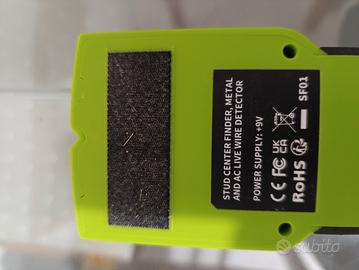 STUD CENTER FINDER, METAL
AND AC LIVE WIRE DETECTOR
POWER SUPPLY: +9V
CE FC UK CA
RoHS
SF01
subito